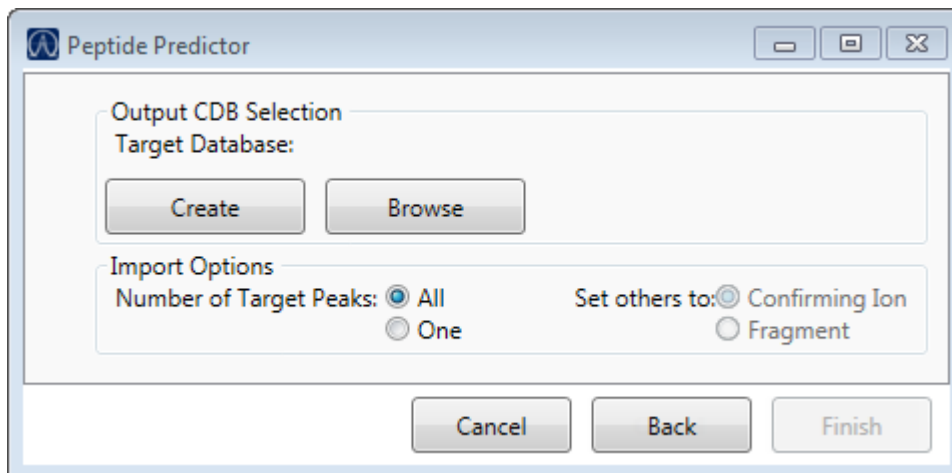 Peptide Predictor
Output CDB Selection
Target Database:
Create Browse
Import Options
Number of Target Peaks: All Set others to: Confirming Ion
One Fragment
Cancel Back Finish